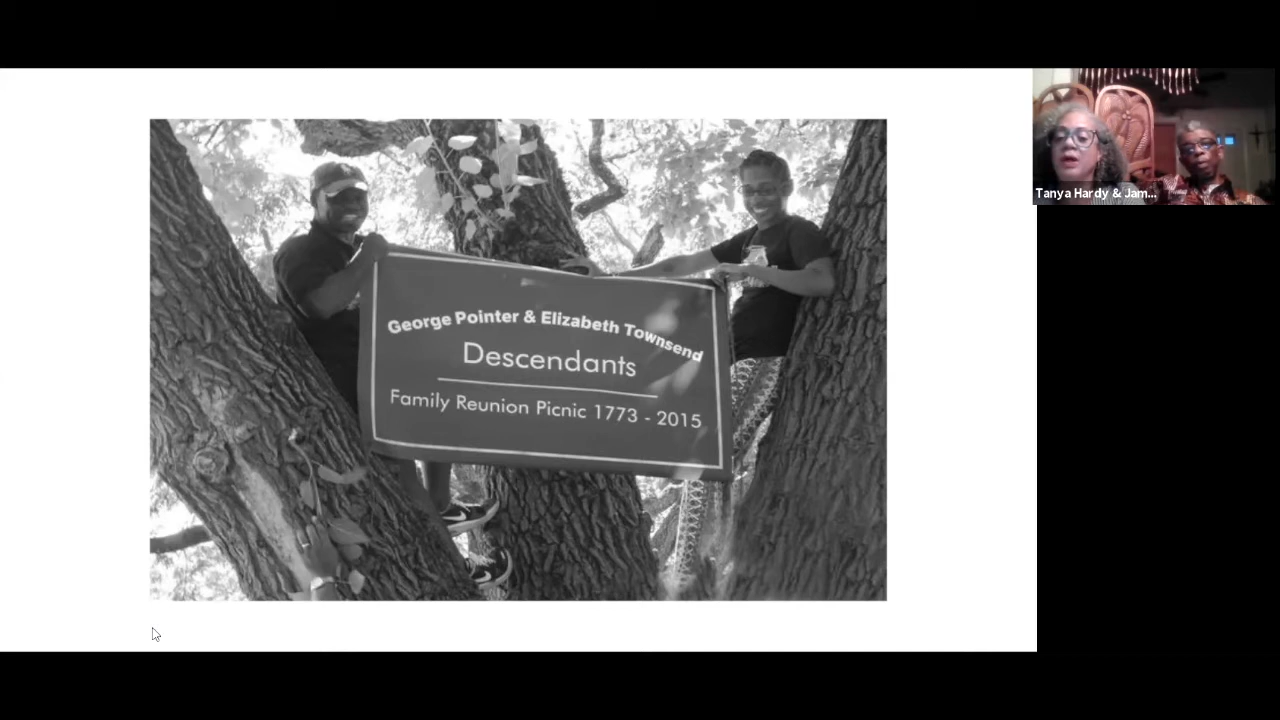 George Pointer & Elizabeth Townsend
Descendants
Family Reunion Picnic 1773 - 2015
Tanya Hardy & Jam...